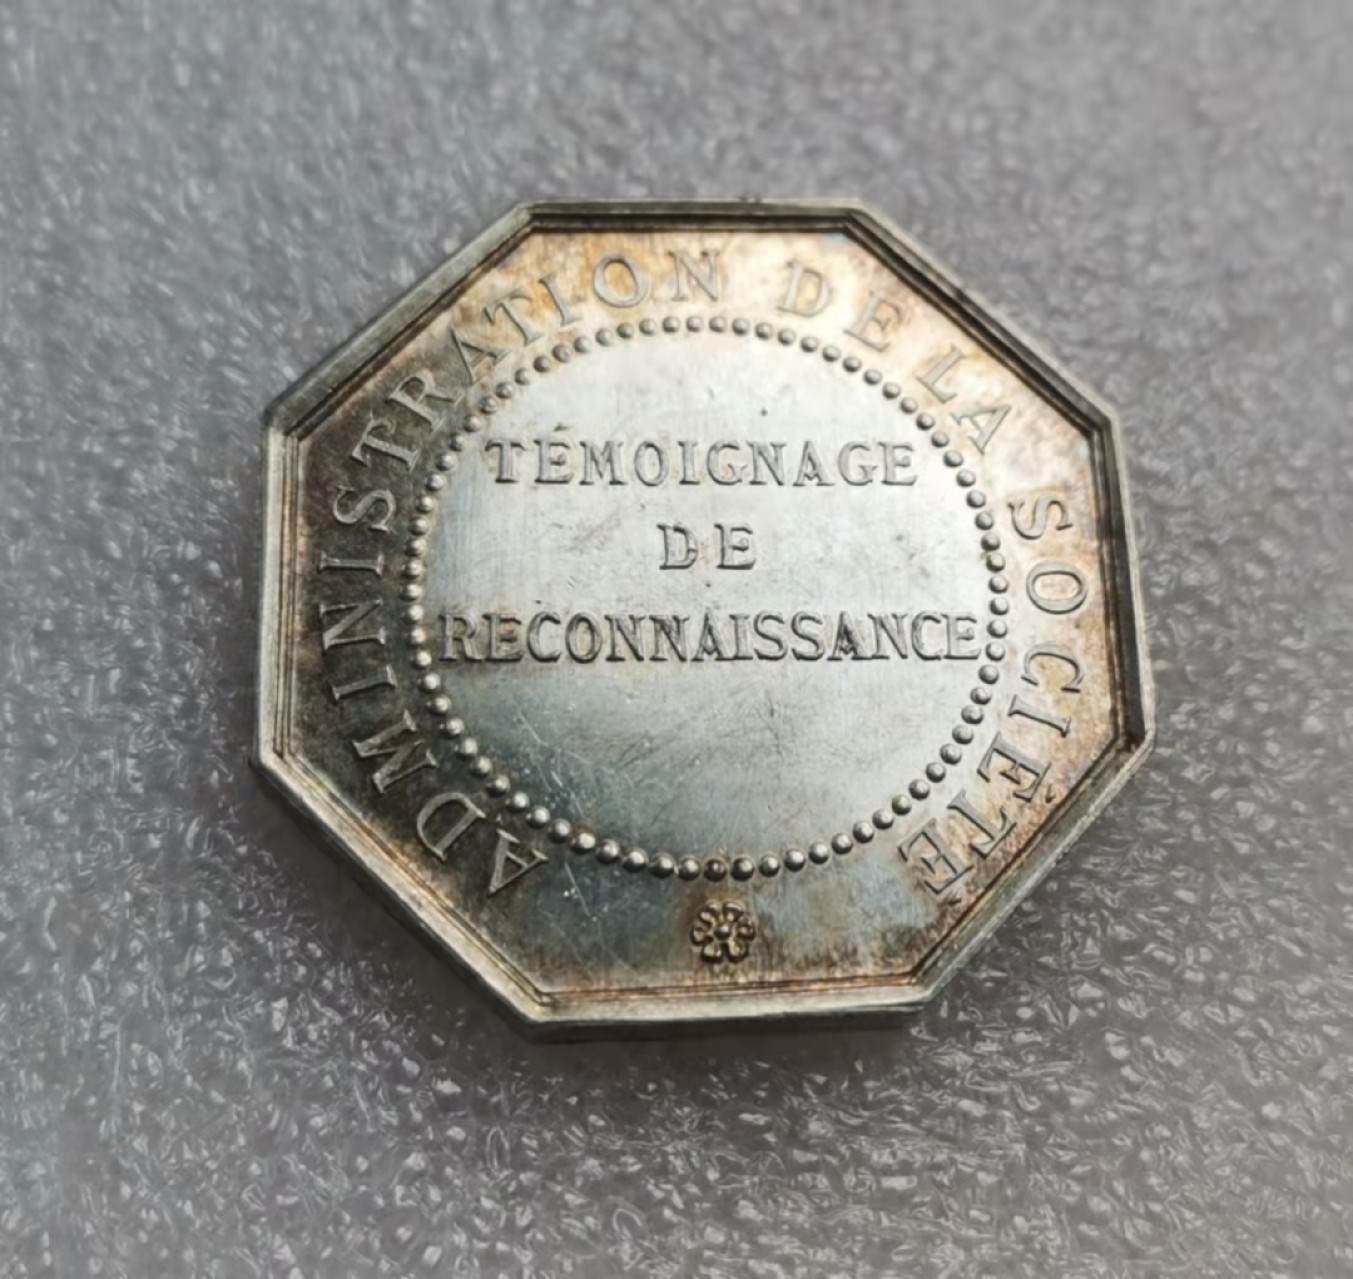 ADMINISTRATION DE LA SOCIÉTÉ
TÉMOIGNAGE
DE
RECONNAISSANCE